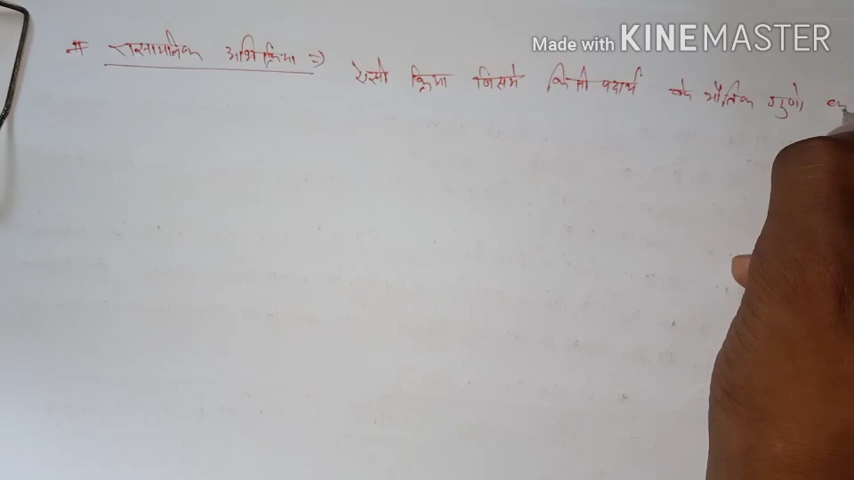 Made with KINEMASTER
# रासायनिक अभिक्रिया ⇒ ऐसी क्रिया जिसमे किसी पदार्थ के भौतिक गुणो